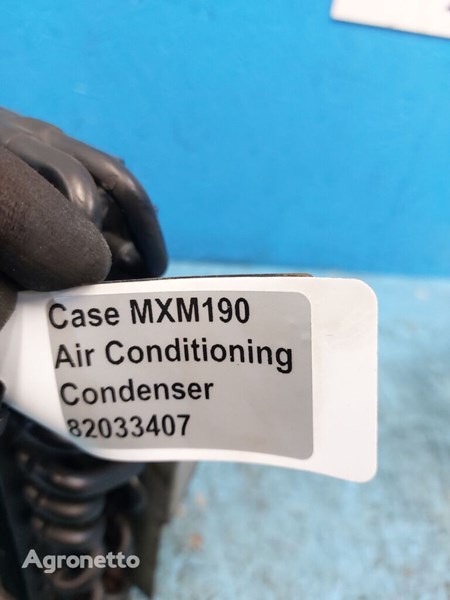 Case MXM190
Air Conditioning
Condenser
82033407
Agronetto